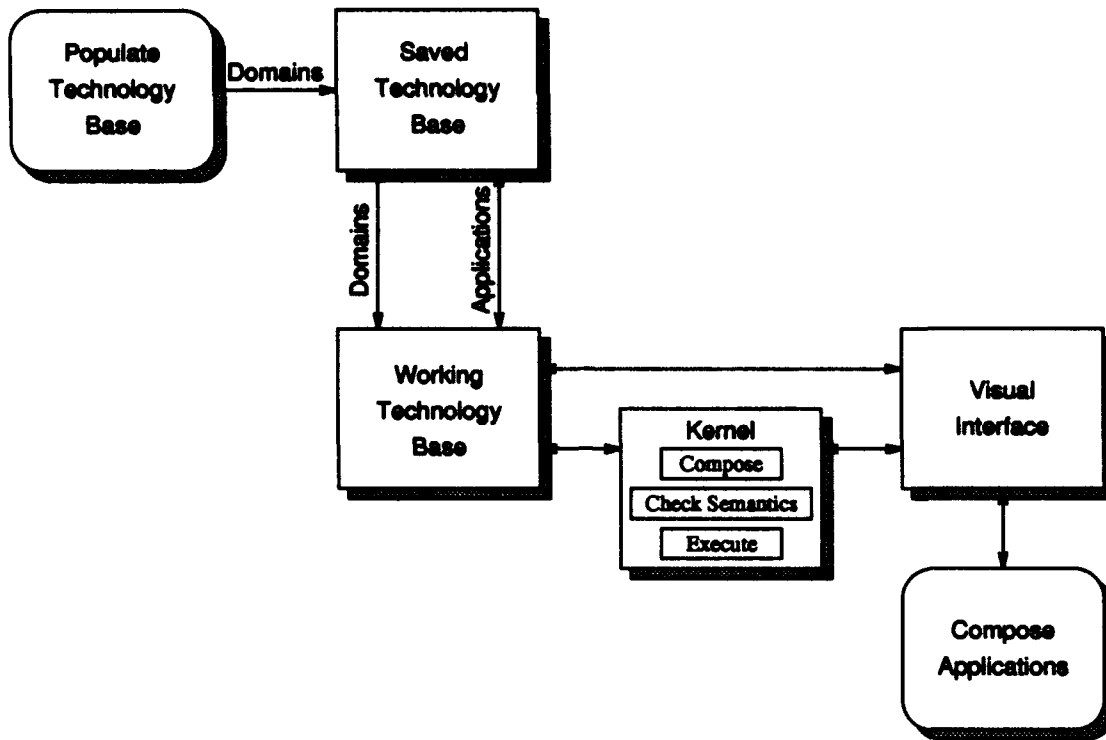 Populate
Technology
Base
Domains
Saved
Technology
Base
Domains
Applications
Working
Technology
Base
Kernel
Compose
Check Semantics
Execute
Visual
Interface
Compose
Applications